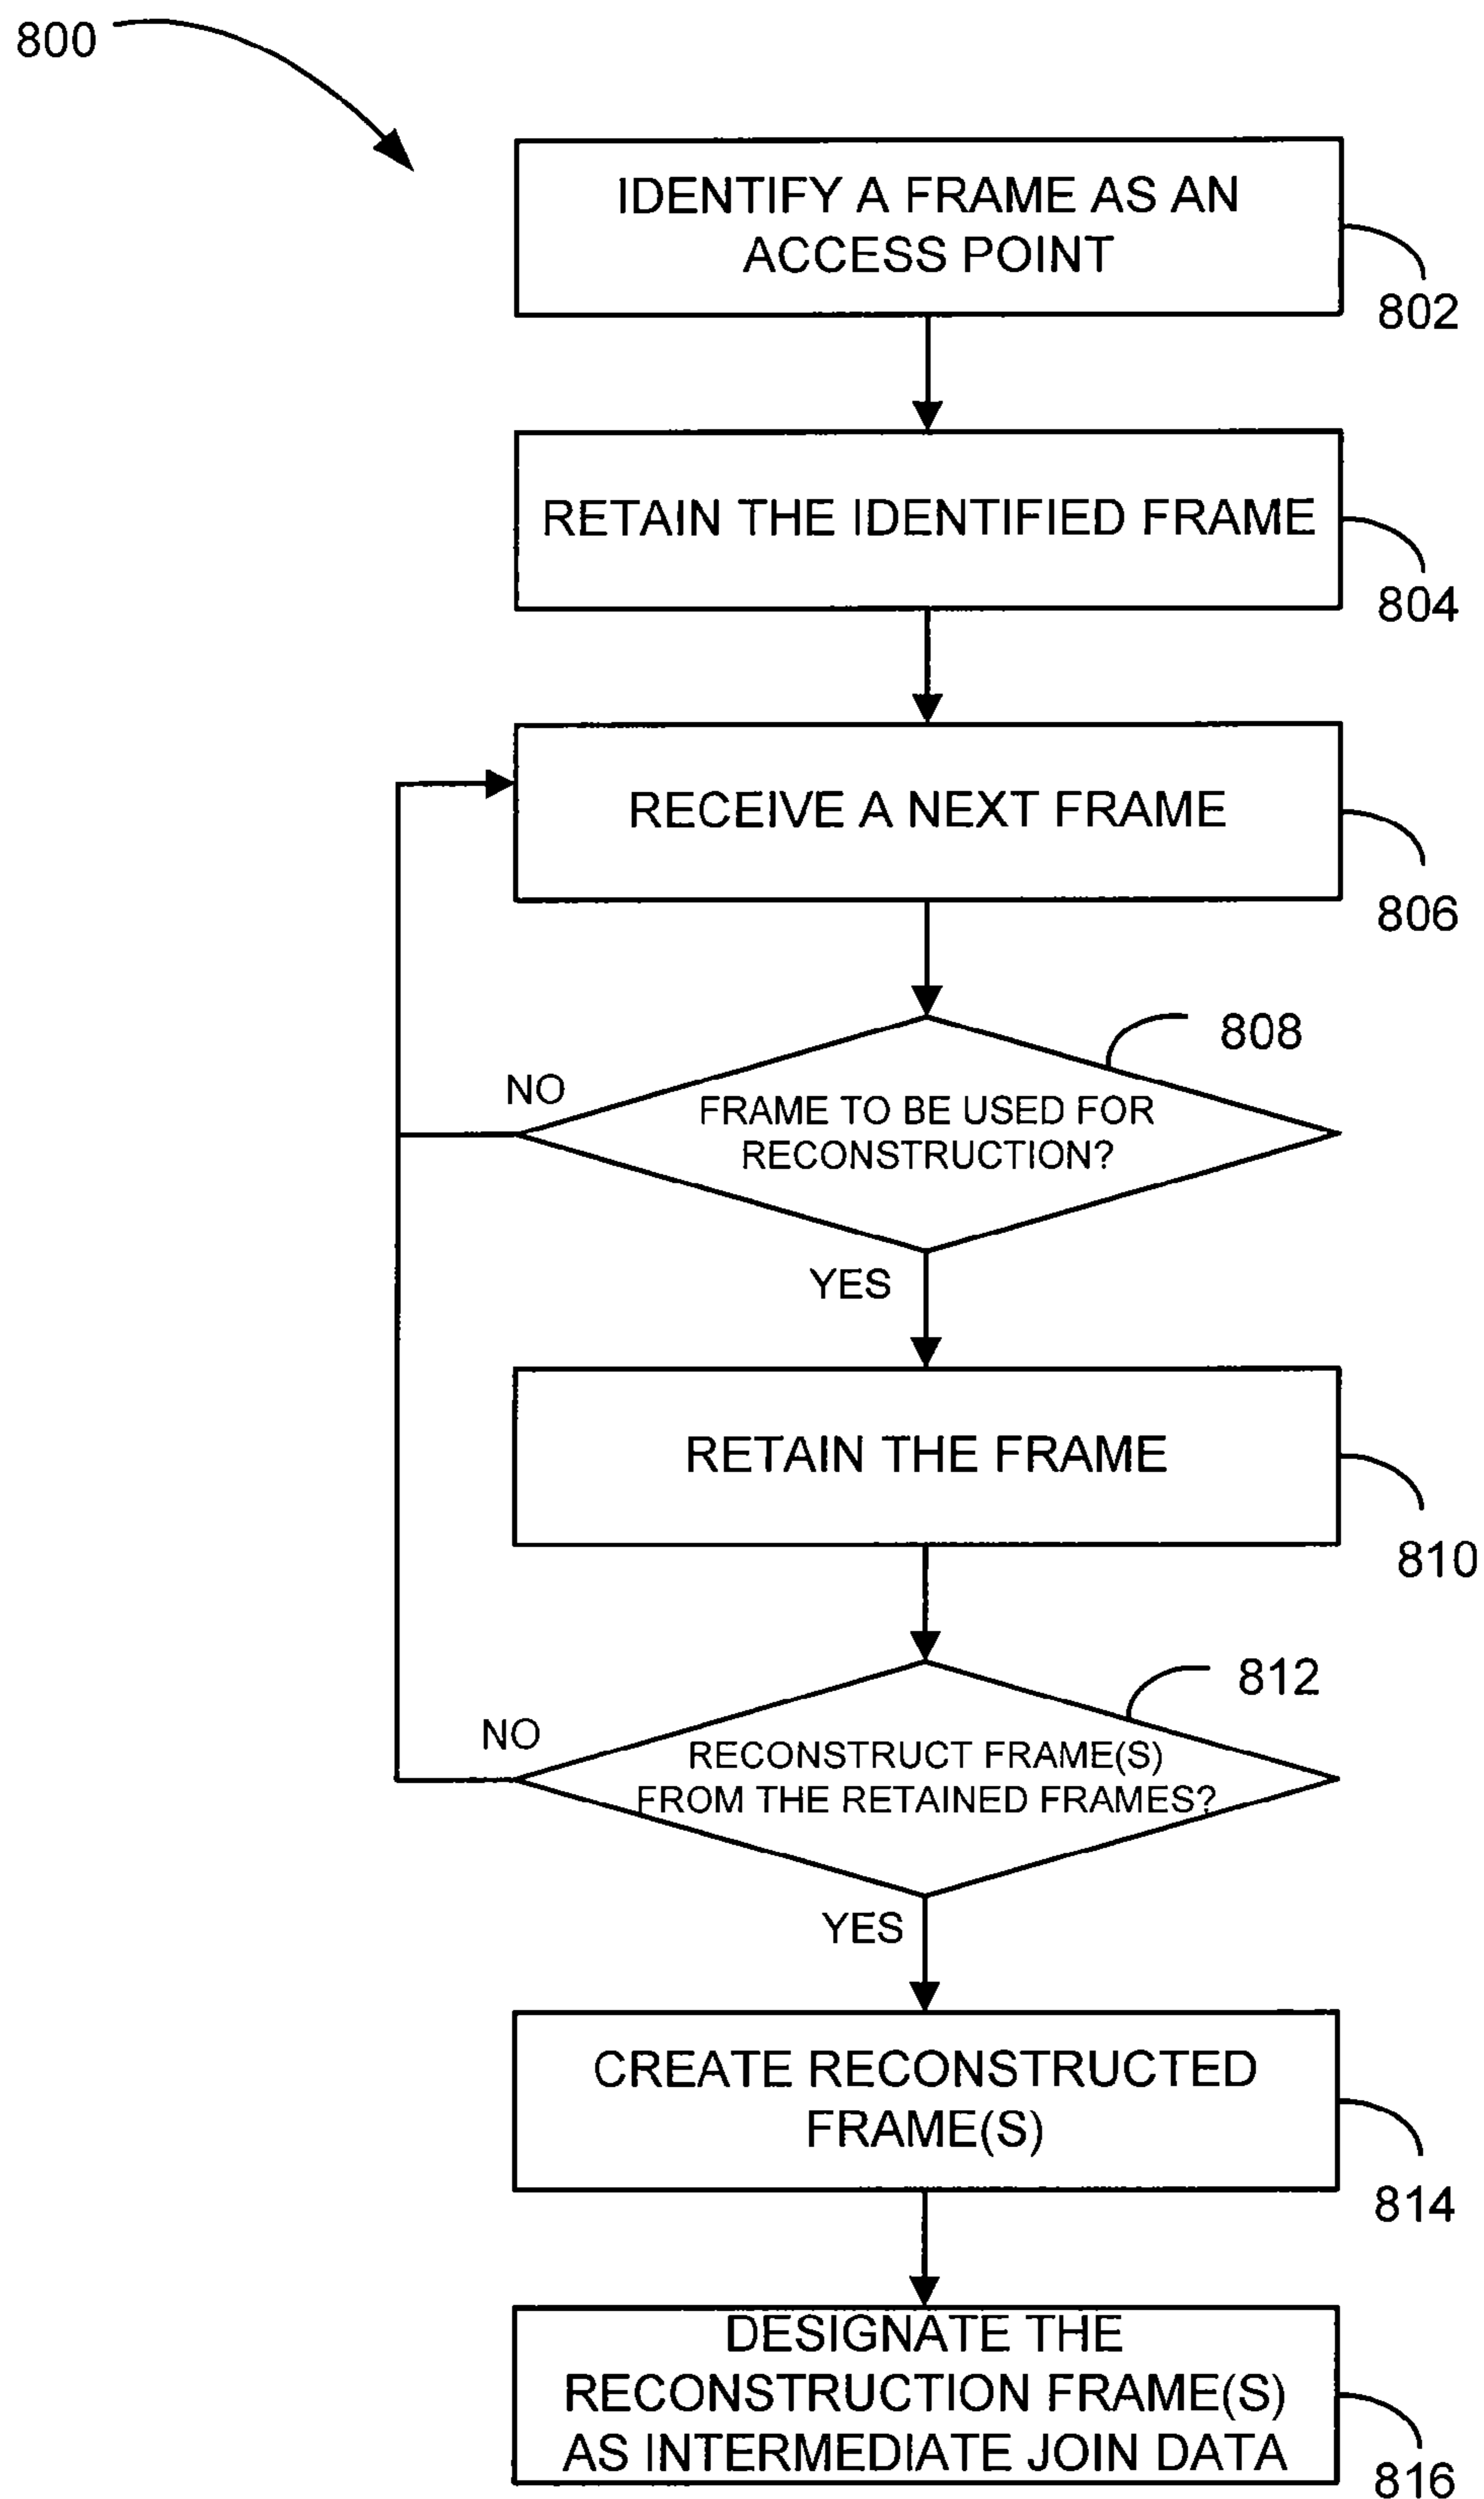 800
IDENTIFY A FRAME AS AN
ACCESS POINT
802
RETAIN THE IDENTIFIED FRAME
804
RECEIVE A NEXT FRAME
806
808
NO
FRAME TO BE USED FOR
RECONSTRUCTION?
YES
RETAIN THE FRAME
810
812
NO
RECONSTRUCT FRAME(S)
FROM THE RETAINED FRAMES?
YES
CREATE RECONSTRUCTED
FRAME(S)
814
DESIGNATE THE
RECONSTRUCTION FRAME(S)
AS INTERMEDIATE JOIN DATA
816